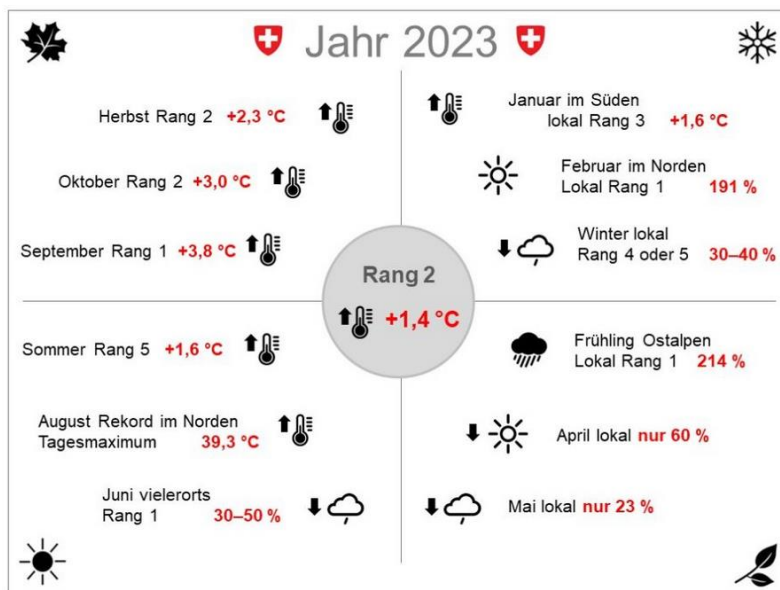 Jahr 2023
Herbst Rang 2 +2,3 °C
Oktober Rang 2 +3,0 °C
September Rang 1 +3,8 °C
Januar im Süden
lokal Rang 3 +1,6 °C
Februar im Norden
Lokal Rang 1 191 %
Winter lokal
Rang 4 oder 5 30–40 %
Rang 2
+1,4 °C
Sommer Rang 5 +1,6 °C
August Rekord im Norden
Tagesmaximum 39,3 °C
Juni vielerorts
Rang 1 30–50 %
Frühling Ostalpen
Lokal Rang 1 214 %
April lokal nur 60 %
Mai lokal nur 23 %